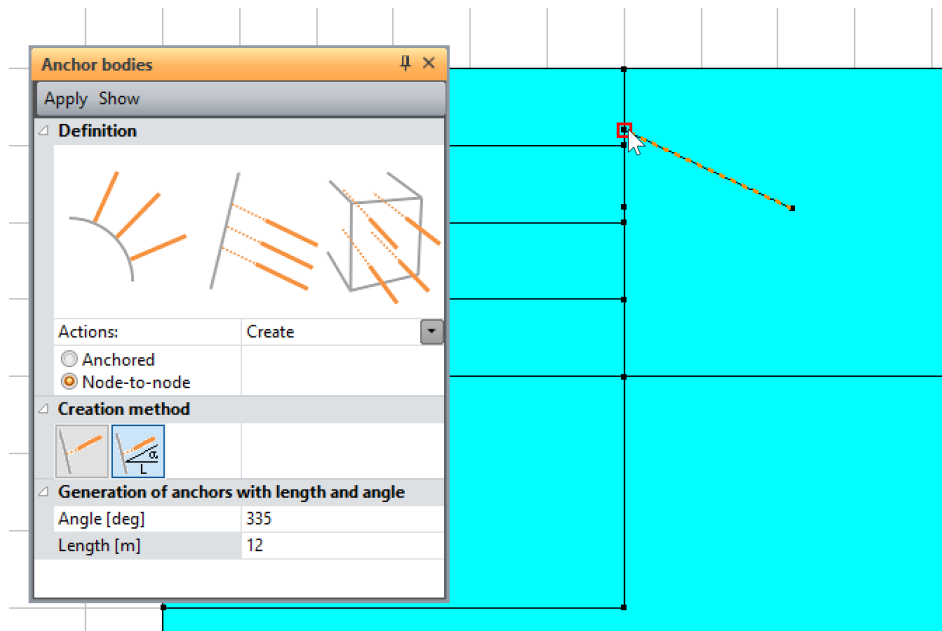 Anchor bodies
Apply Show
Definition
Actions: Create
Anchored
Node-to-node
Creation method
α
L
Generation of anchors with length and angle
Angle [deg] 335
Length [m] 12